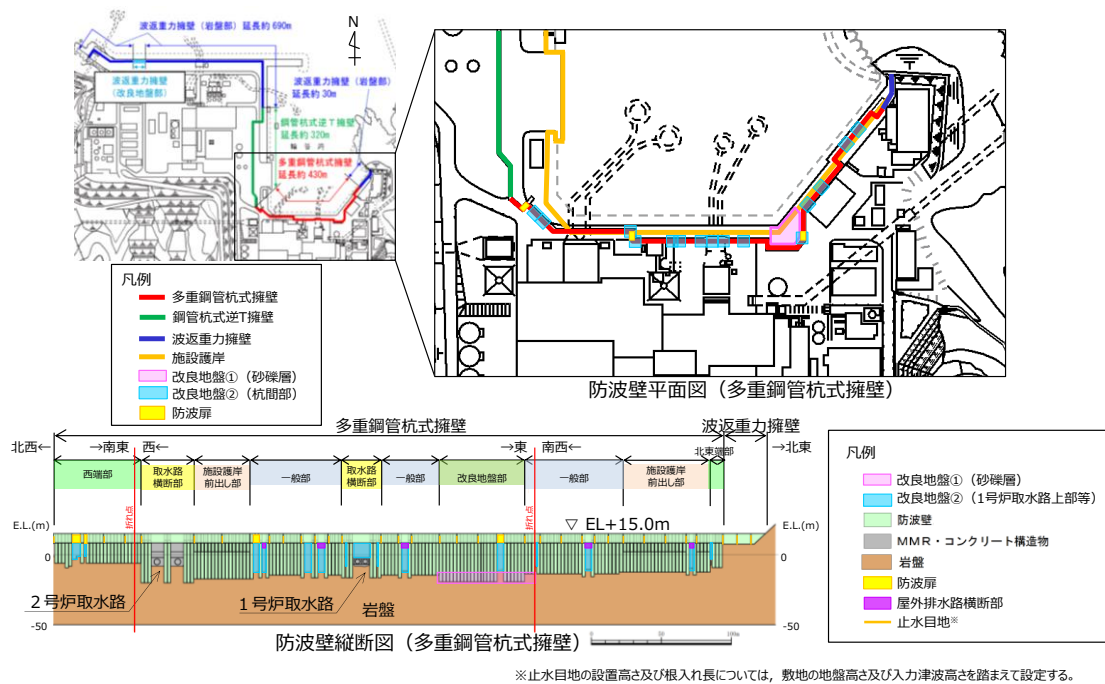 波返重力擁壁（岩盤部）延長約690m
N
波返重力擁壁
（改良地盤部）
波返重力擁壁（岩盤部）
延長約30m
鋼管杭式逆T擁壁
延長約320m
輪谷湾
多重鋼管杭式擁壁
延長約430m
凡例
多重鋼管杭式擁壁
鋼管杭式逆T擁壁
波返重力擁壁
施設護岸
改良地盤①（砂礫層）
改良地盤②（杭間部）
防波扉
防波壁平面図（多重鋼管杭式擁壁）
多重鋼管杭式擁壁
波返重力擁壁
北西←
→南東
西←
→東
南西←
→北東
西端部
取水路
横断部
施設護岸
前出し部
一般部
取水路
横断部
一般部
改良地盤部
一般部
施設護岸
前出し部
北東端部
折れ点
折れ点
E.L.(m)
E.L.(m)
▽ EL+15.0m
0
0
２号炉取水路
１号炉取水路
岩盤
-50
-50
防波壁縦断図（多重鋼管杭式擁壁）
0
50
100m
凡例
改良地盤①（砂礫層）
改良地盤②（1号炉取水路上部等）
防波壁
MMR・コンクリート構造物
岩盤
防波扉
屋外排水路横断部
止水目地※
※止水目地の設置高さ及び根入れ長については，敷地の地盤高さ及び入力津波高さを踏まえて設定する。